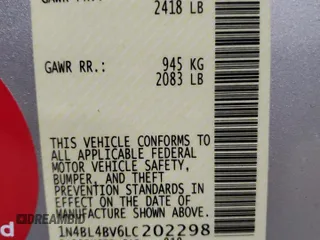 2418 LB
GAWR RR.: 945 KG
2083 LB
THIS VEHICLE CONFORMS TO
ALL APPLICABLE FEDERAL
MOTOR VEHICLE SAFETY,
BUMPER, AND THEFT
PREVENTION STANDARDS IN
EFFECT ON THE DATE OF
MANUFACTURE SHOWN ABOVE.
1N4BL4BV6LC202298
DREAMBID